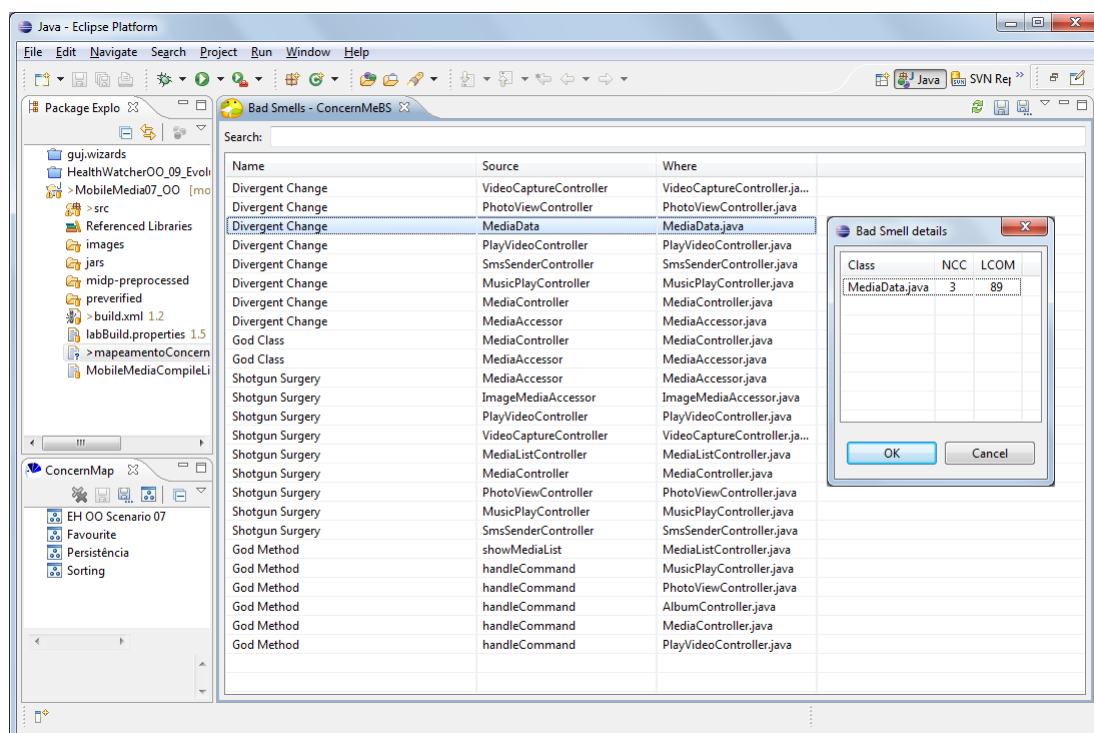 Java - Eclipse Platform
File Edit Navigate Search Project Run Window Help
Java SVN Rej »
Package Explo
Bad Smells - ConcernMeBS
Search:
guj.wizards
HealthWatcherOO_09_Evolu
>MobileMedia07_OO [mo
>src
Referenced Libraries
images
jars
midp-preprocessed
preverified
>build.xml 1.2
labBuild.properties 1.5
>mapeamentoConcern
MobileMediaCompileLi
Name Source Where
Divergent Change VideoCaptureController VideoCaptureController.ja...
Divergent Change PhotoViewController PhotoViewController.java
Divergent Change MediaData MediaData.java
Divergent Change PlayVideoController PlayVideoController.java
Divergent Change SmsSenderController SmsSenderController.java
Divergent Change MusicPlayController MusicPlayController.java
Divergent Change MediaController MediaController.java
Divergent Change MediaAccessor MediaAccessor.java
God Class MediaController MediaController.java
God Class MediaAccessor MediaAccessor.java
Shotgun Surgery MediaAccessor MediaAccessor.java
Shotgun Surgery ImageMediaAccessor ImageMediaAccessor.java
Shotgun Surgery PlayVideoController PlayVideoController.java
Shotgun Surgery VideoCaptureController VideoCaptureController.ja...
Shotgun Surgery MediaListController MediaListController.java
Shotgun Surgery MediaController MediaController.java
Shotgun Surgery PhotoViewController PhotoViewController.java
Shotgun Surgery MusicPlayController MusicPlayController.java
Shotgun Surgery SmsSenderController SmsSenderController.java
God Method showMediaList MediaListController.java
God Method handleCommand MusicPlayController.java
God Method handleCommand PhotoViewController.java
God Method handleCommand AlbumController.java
God Method handleCommand MediaController.java
God Method handleCommand PlayVideoController.java
Bad Smell details
Class NCC LCOM
MediaData.java 3 89
OK Cancel
ConcernMap
EH OO Scenario 07
Favourite
Persistência
Sorting